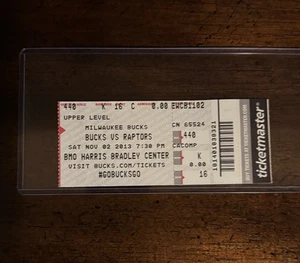 440 K 16 C 0.00 EWCB1102
UPPER LEVEL
MILWAUKEE BUCKS
BUCKS VS RAPTORS
SAT NOV 02 2013 7:30 PM
BMO HARRIS BRADLEY CENTER
VISIT BUCKS.COM/TICKETS
#GOBUCKSGO
CN 65524
440
CACOMP
K
0.00
16
ticketmaster